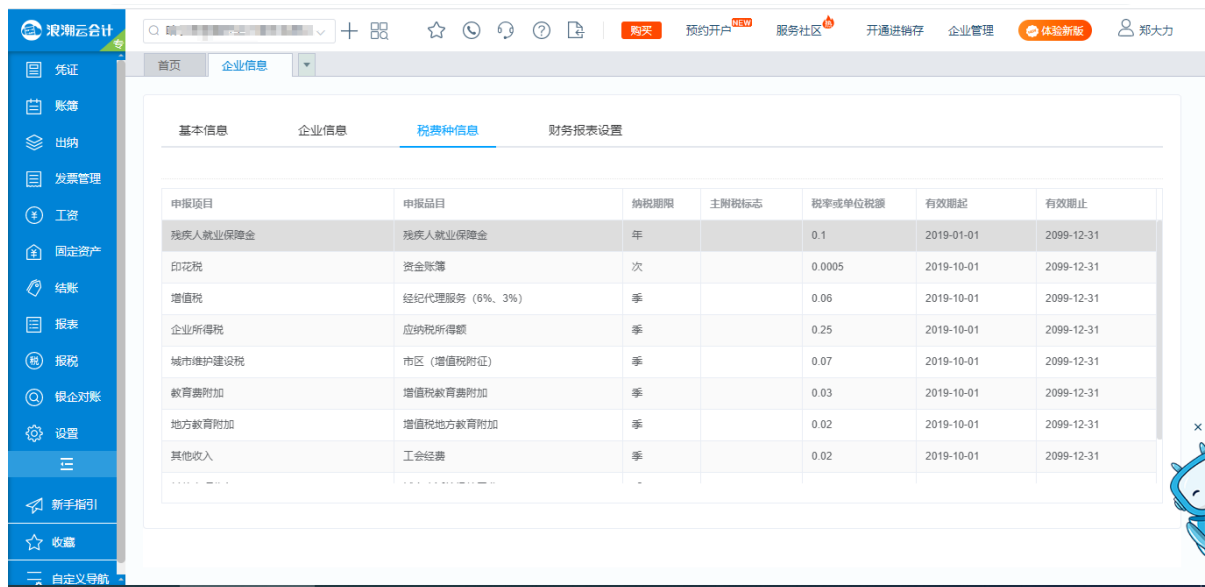 浪潮云会计
专
购买 预约开户 NEW 服务社区 热 开通进销存 企业管理 体验新版 郑大力
首页 企业信息
凭证
账簿
出纳
发票管理
工资
固定资产
结账
报表
税 报税
银企对账
设置
新手指引
收藏
自定义导航
基本信息 企业信息 税费种信息 财务报表设置
申报项目 申报品目 纳税期限 主附税标志 税率或单位税额 有效期起 有效期止
残疾人就业保障金 残疾人就业保障金 年 0.1 2019-01-01 2099-12-31
印花税 资金账簿 次 0.0005 2019-10-01 2099-12-31
增值税 经纪代理服务（6%、3%） 季 0.06 2019-10-01 2099-12-31
企业所得税 应纳税所得额 季 0.25 2019-10-01 2099-12-31
城市维护建设税 市区（增值税附征） 季 0.07 2019-10-01 2099-12-31
教育费附加 增值税教育费附加 季 0.03 2019-10-01 2099-12-31
地方教育附加 增值税地方教育附加 季 0.02 2019-10-01 2099-12-31
其他收入 工会经费 季 0.02 2019-10-01 2099-12-31